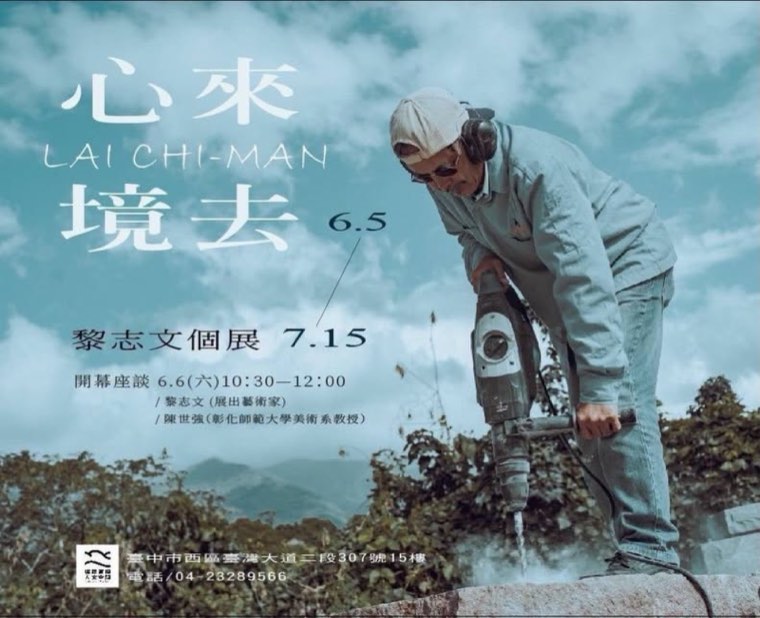 心來
LAI CHI-MAN
境去
6.5
黎志文個展 7.15
開幕座談 6.6(六)10:30—12:00
/ 黎志文 (展出藝術家)
/ 陳世強(彰化師範大學美術系教授)
臺中市西區臺灣大道二段307號15樓
電話/04-23289566